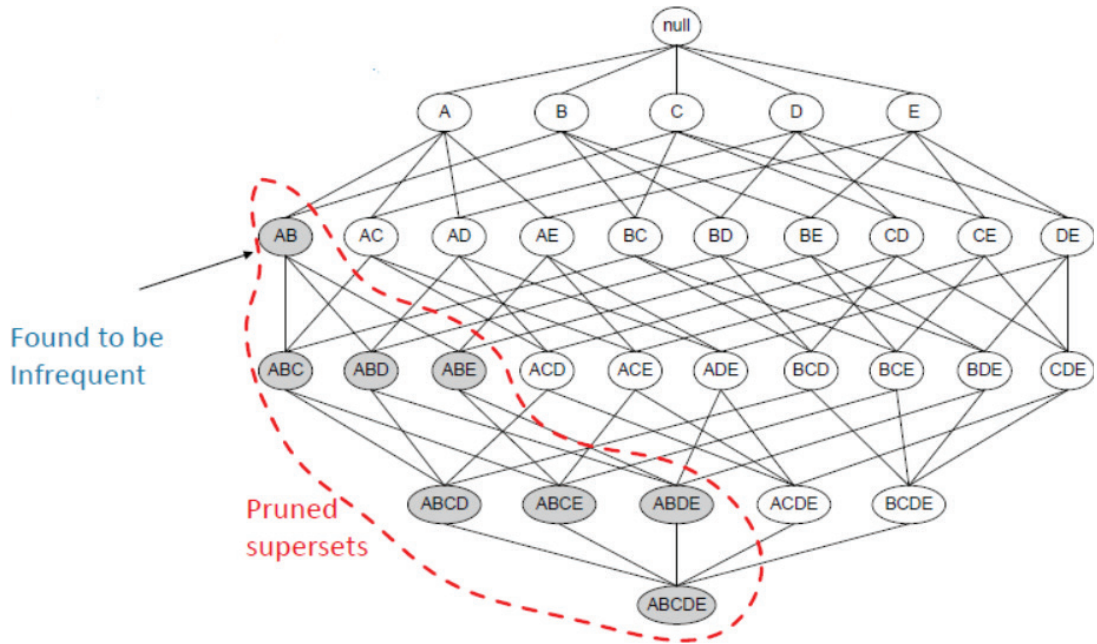 null
A B C D E
AB AC AD AE BC BD BE CD CE DE
Found to be
Infrequent
ABC ABD ABE ACD ACE ADE BCD BCE BDE CDE
ABCD ABCE ABDE ACDE BCDE
Pruned
supersets
ABCDE